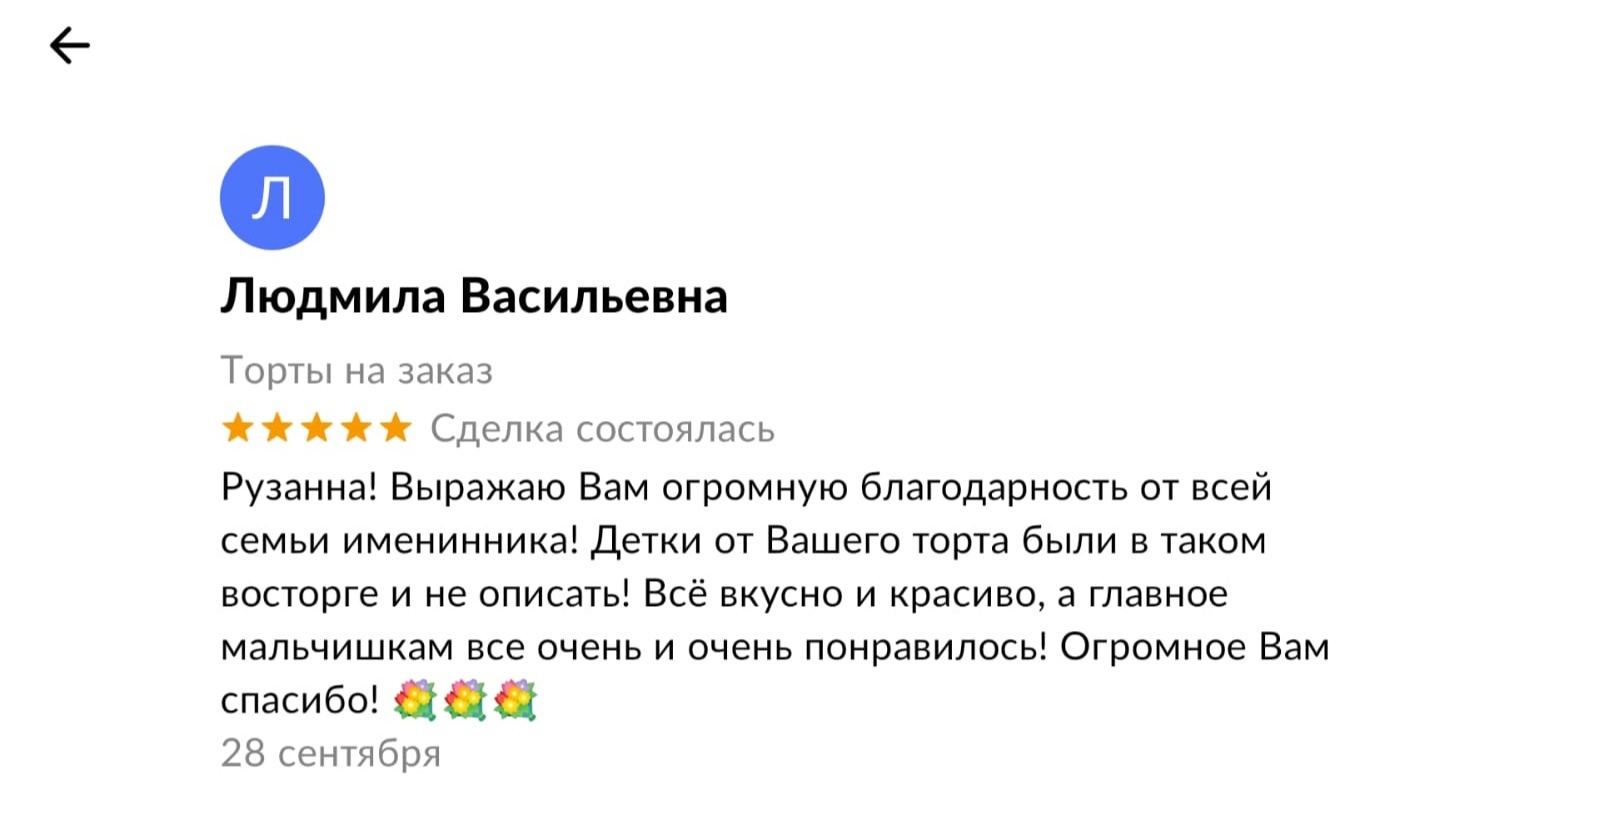 Л
Людмила Васильевна
Торты на заказ
★★★★★ Сделка состоялась
Рузанна! Выражаю Вам огромную благодарность от всей
семьи именинника! Детки от Вашего торта были в таком
восторге и не описать! Всё вкусно и красиво, а главное
мальчишкам все очень и очень понравилось! Огромное Вам
спасибо! 💐💐💐
28 сентября